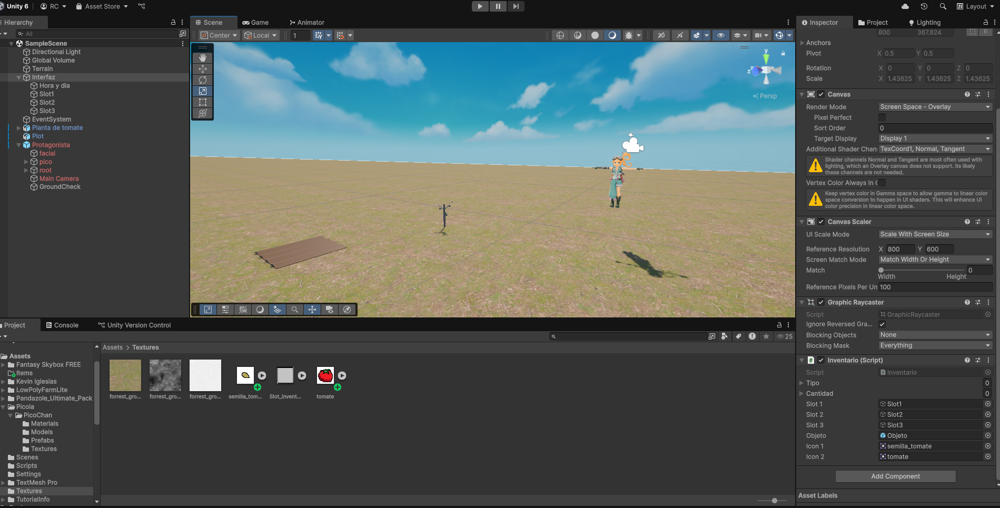 Unity 6
RC
Asset Store
Layout
Hierarchy
All
SampleScene
Directional Light
Global Volume
Terrain
Interfaz
Hora y dia
Slot1
Slot2
Slot3
EventSystem
Planta de tomate
Plot
Protagonista
facial
pico
root
Main Camera
GroundCheck
Scene
Game
Animator
Center
Local
1
2D
y
z
Persp
Inspector
Project
Lighting
800
367.624
R
Anchors
Pivot
X 0.5
Y 0.5
Rotation
X 0
Y 0
Z 0
Scale
X 1.43625
Y 1.43625
Z 1.43625
Canvas
Render Mode
Screen Space - Overlay
Pixel Perfect
Sort Order
0
Target Display
Display 1
Additional Shader Chan
TexCoord1, Normal, Tangent
Shader channels Normal and Tangent are most often used with
lighting, which an Overlay canvas does not support. Its likely
these channels are not needed.
Vertex Color Always In
Keep vertex color in Gamma space to allow gamma to linear color
space conversion to happen in UI shaders. This will enhance UI
color precision in linear color space.
Canvas Scaler
UI Scale Mode
Scale With Screen Size
Reference Resolution
X 800
Y 600
Screen Match Mode
Match Width Or Height
Match
0
Width
Height
Reference Pixels Per Un
100
Graphic Raycaster
Script
GraphicRaycaster
Ignore Reversed Gra...
Blocking Objects
None
Blocking Mask
Everything
Inventario (Script)
Script
Inventario
Tipo
0
Cantidad
0
Slot 1
Slot1
Slot 2
Slot2
Slot 3
Slot3
Objeto
Objeto
Icon 1
semilla_tomate
Icon 2
tomate
Add Component
Asset Labels
Project
Console
Unity Version Control
25
Assets
Fantasy Skybox FREE
Items
Kevin Iglesias
LowPolyFarmLite
Pandazole_Ultimate_Pack
Picola
PicoChan
Materials
Models
Prefabs
Textures
Scenes
Scripts
Settings
TextMesh Pro
Textures
TutorialInfo
Assets > Textures
forrest_gro...
forrest_gro...
forrest_gro...
semilla_tom...
Slot_invent...
tomate